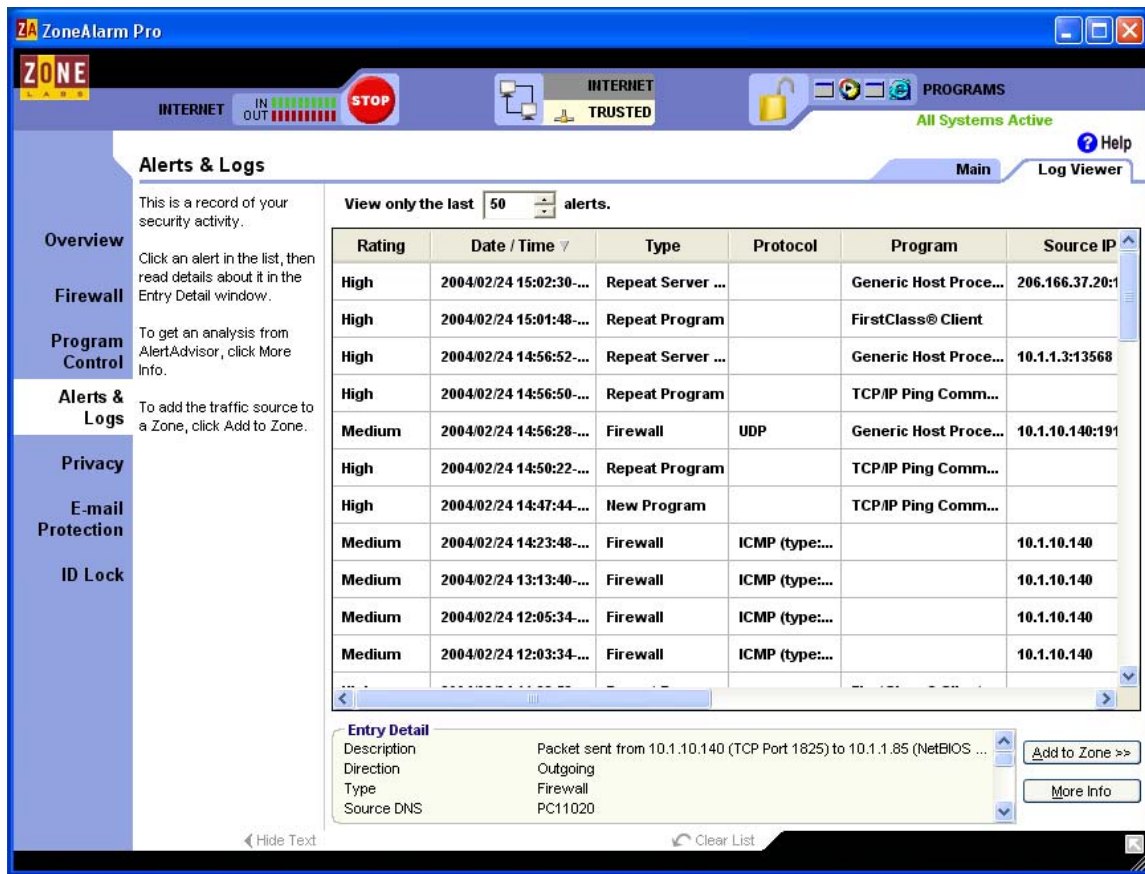 ZA ZoneAlarm Pro
ZONE
LABS
INTERNET
IN
OUT
STOP
INTERNET
TRUSTED
PROGRAMS
All Systems Active
? Help
Alerts & Logs
Main
Log Viewer
Overview
Firewall
Program
Control
Alerts &
Logs
Privacy
E-mail
Protection
ID Lock
This is a record of your
security activity.
Click an alert in the list, then
read details about it in the
Entry Detail window.
To get an analysis from
AlertAdvisor, click More
Info.
To add the traffic source to
a Zone, click Add to Zone.
View only the last 50 alerts.
Rating Date / Time Type Protocol Program Source IP
High 2004/02/24 15:02:30-... Repeat Server ... Generic Host Proce... 206.166.37.20:1
High 2004/02/24 15:01:48-... Repeat Program FirstClass® Client
High 2004/02/24 14:56:52-... Repeat Server ... Generic Host Proce... 10.1.1.3:13568
High 2004/02/24 14:56:50-... Repeat Program TCP/IP Ping Comm...
Medium 2004/02/24 14:56:28-... Firewall UDP Generic Host Proce... 10.1.10.140:191
High 2004/02/24 14:50:22-... Repeat Program TCP/IP Ping Comm...
High 2004/02/24 14:47:44-... New Program TCP/IP Ping Comm...
Medium 2004/02/24 14:23:48-... Firewall ICMP (type:... 10.1.10.140
Medium 2004/02/24 13:13:40-... Firewall ICMP (type:... 10.1.10.140
Medium 2004/02/24 12:05:34-... Firewall ICMP (type:... 10.1.10.140
Medium 2004/02/24 12:03:34-... Firewall ICMP (type:... 10.1.10.140
Entry Detail
Description Packet sent from 10.1.10.140 (TCP Port 1825) to 10.1.1.85 (NetBIOS ...
Direction Outgoing
Type Firewall
Source DNS PC11020
Add to Zone >>
More Info
Hide Text
Clear List